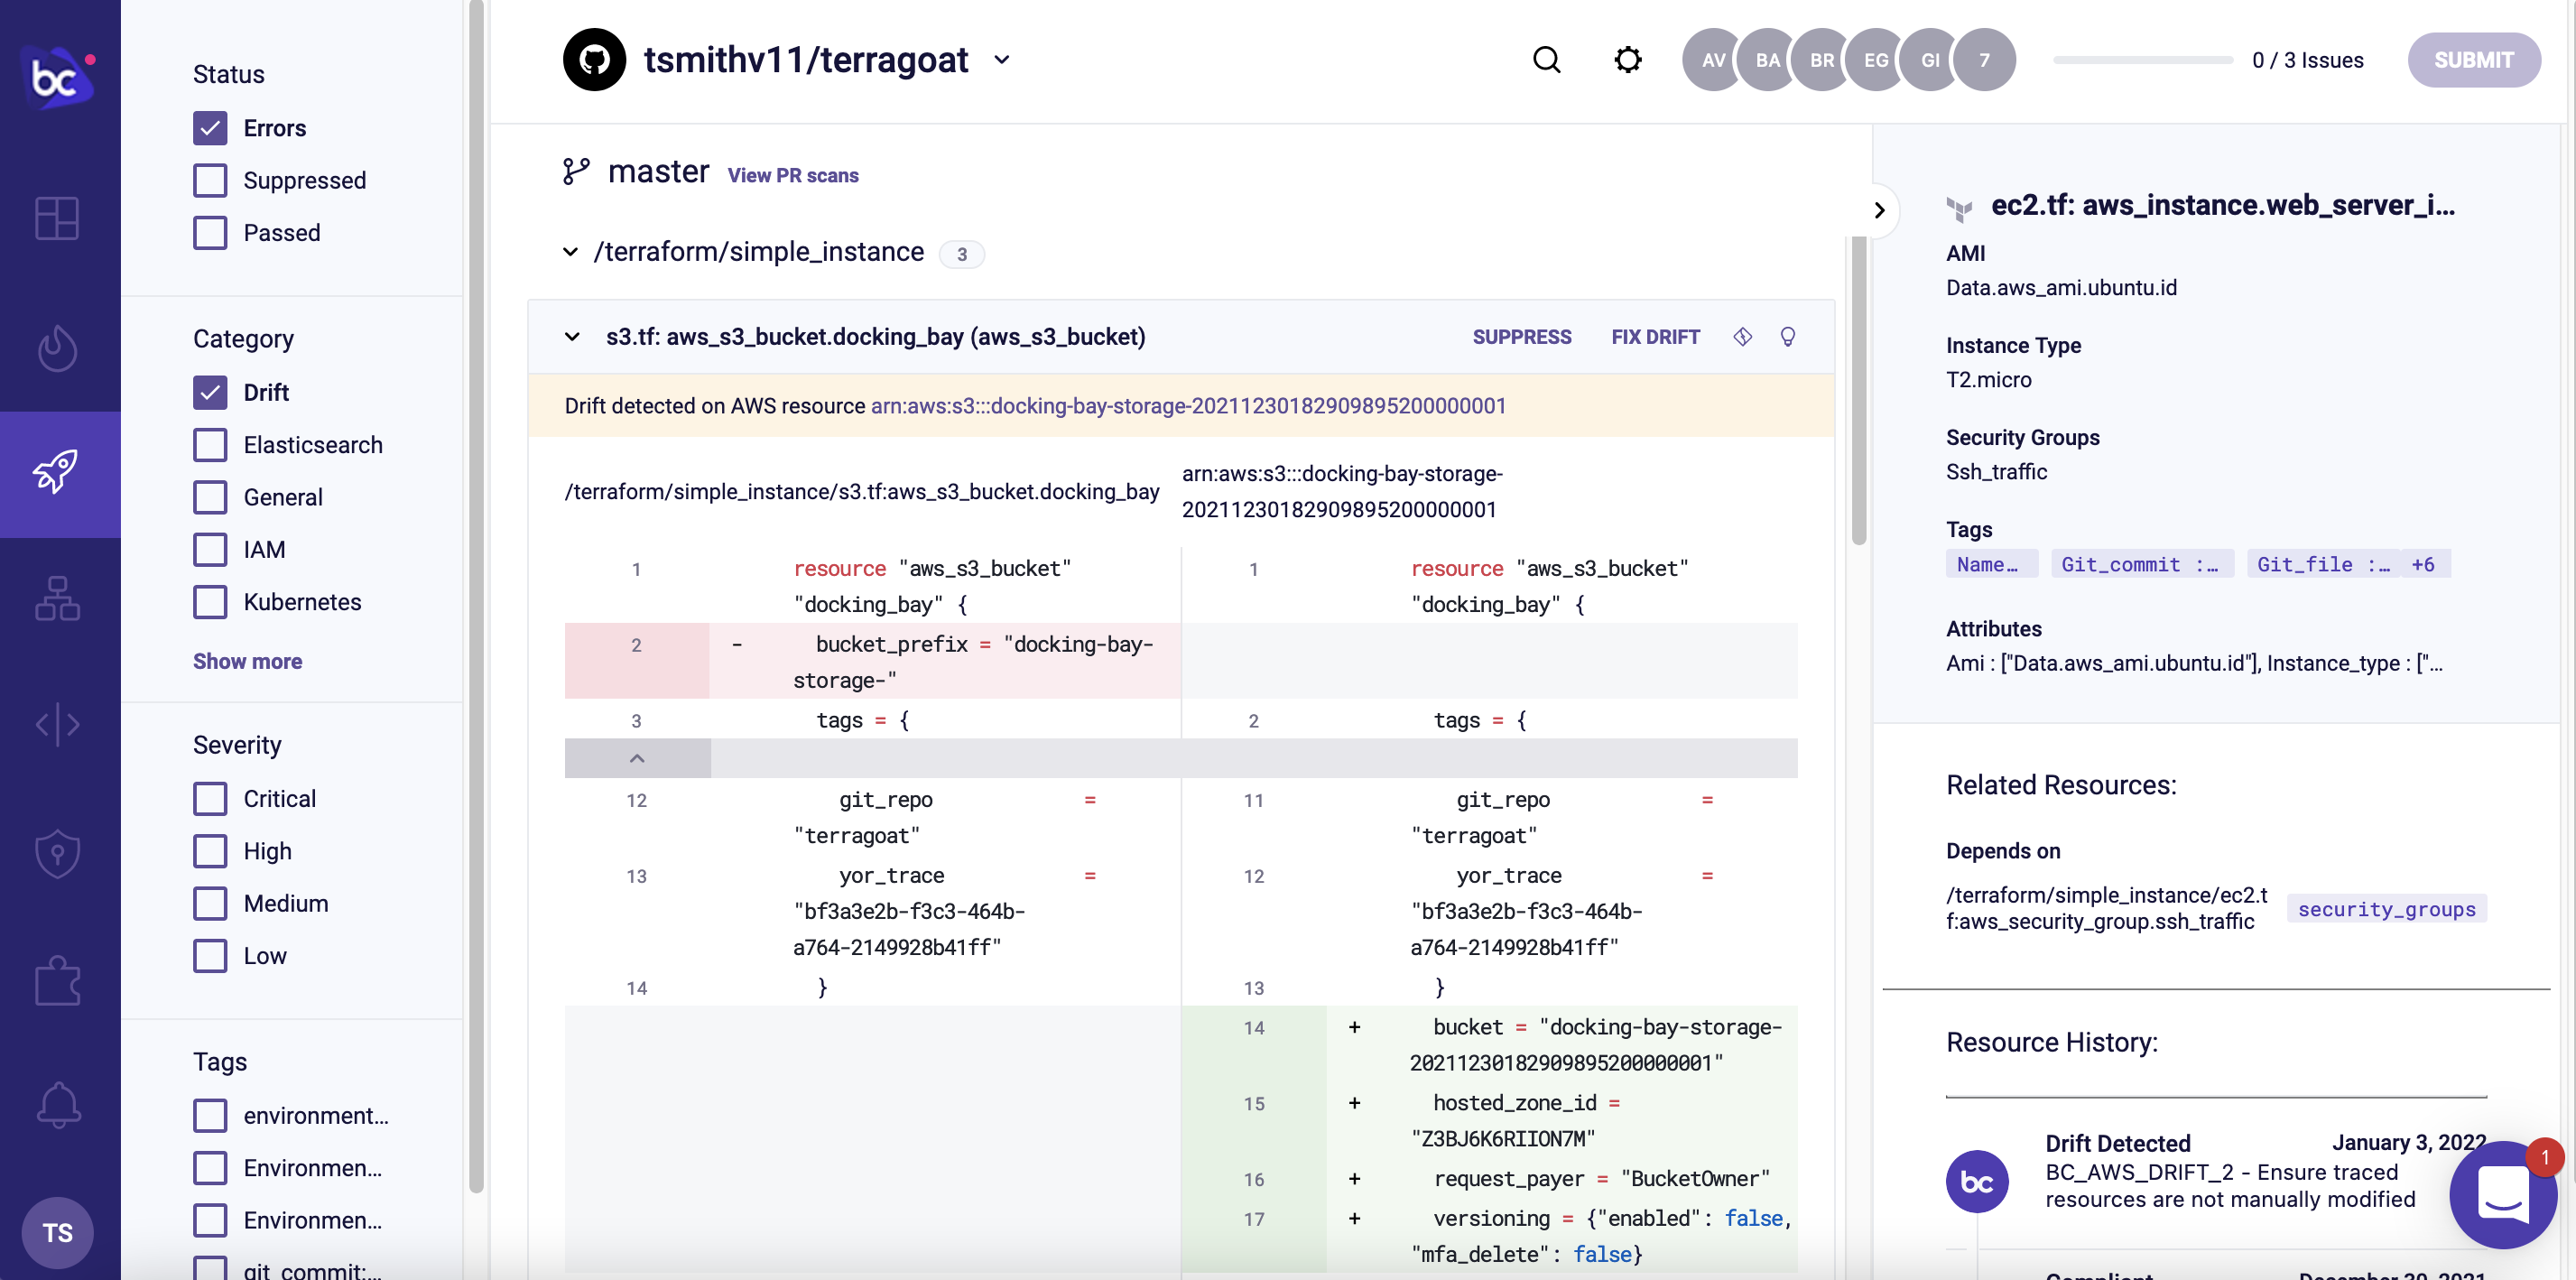 bc
TS
Status
Errors
Suppressed
Passed
Category
Drift
Elasticsearch
General
IAM
Kubernetes
Show more
Severity
Critical
High
Medium
Low
Tags
environment...
Environmen...
Environmen...
git_commit:...
tsmithv11/terragoat
AV BA BR EG GI 7
0 / 3 Issues
SUBMIT
master View PR scans
/terraform/simple_instance 3
s3.tf: aws_s3_bucket.docking_bay (aws_s3_bucket) SUPPRESS FIX DRIFT
Drift detected on AWS resource arn:aws:s3:::docking-bay-storage-20211230182909895200000001
/terraform/simple_instance/s3.tf:aws_s3_bucket.docking_bay
arn:aws:s3:::docking-bay-storage-
20211230182909895200000001
1 resource "aws_s3_bucket"
"docking_bay" {
2 - bucket_prefix = "docking-bay-
storage-"
3 tags = {
12 git_repo =
"terragoat"
13 yor_trace =
"bf3a3e2b-f3c3-464b-
a764-2149928b41ff"
14 }
1 resource "aws_s3_bucket"
"docking_bay" {
2 tags = {
11 git_repo =
"terragoat"
12 yor_trace =
"bf3a3e2b-f3c3-464b-
a764-2149928b41ff"
13 }
14 + bucket = "docking-bay-storage-
20211230182909895200000001"
15 + hosted_zone_id =
"Z3BJ6K6RIION7M"
16 + request_payer = "BucketOwner"
17 + versioning = {"enabled": false,
"mfa_delete": false}
ec2.tf: aws_instance.web_server_i...
AMI
Data.aws_ami.ubuntu.id
Instance Type
T2.micro
Security Groups
Ssh_traffic
Tags
Name... Git_commit :... Git_file :... +6
Attributes
Ami : ["Data.aws_ami.ubuntu.id"], Instance_type : ["...
Related Resources:
Depends on
/terraform/simple_instance/ec2.t
f:aws_security_group.ssh_traffic
security_groups
Resource History:
bc
Drift Detected January 3, 2022
BC_AWS_DRIFT_2 - Ensure traced
resources are not manually modified
1
Compliant December 30, 2021